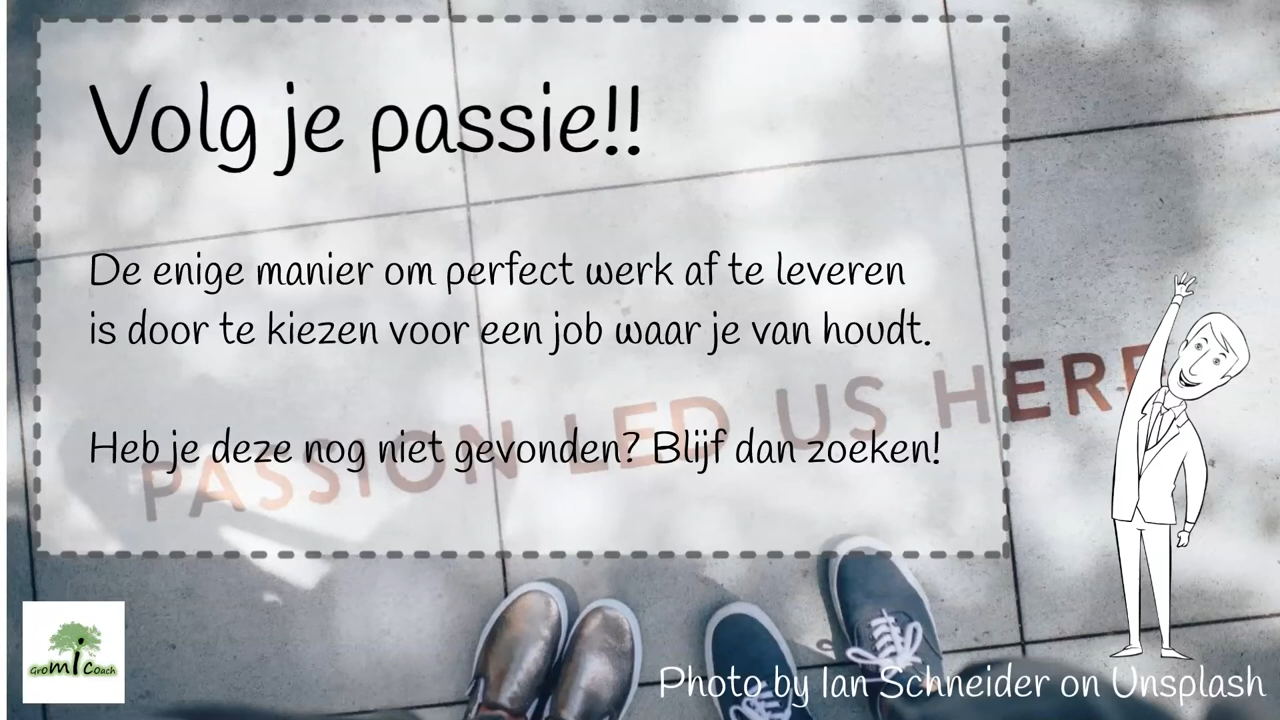 Volg je passie!!
De enige manier om perfect werk af te leveren
is door te kiezen voor een job waar je van houdt.
PASSION LED US HERE
Heb je deze nog niet gevonden? Blijf dan zoeken!
GromiCoach
Photo by Ian Schneider on Unsplash